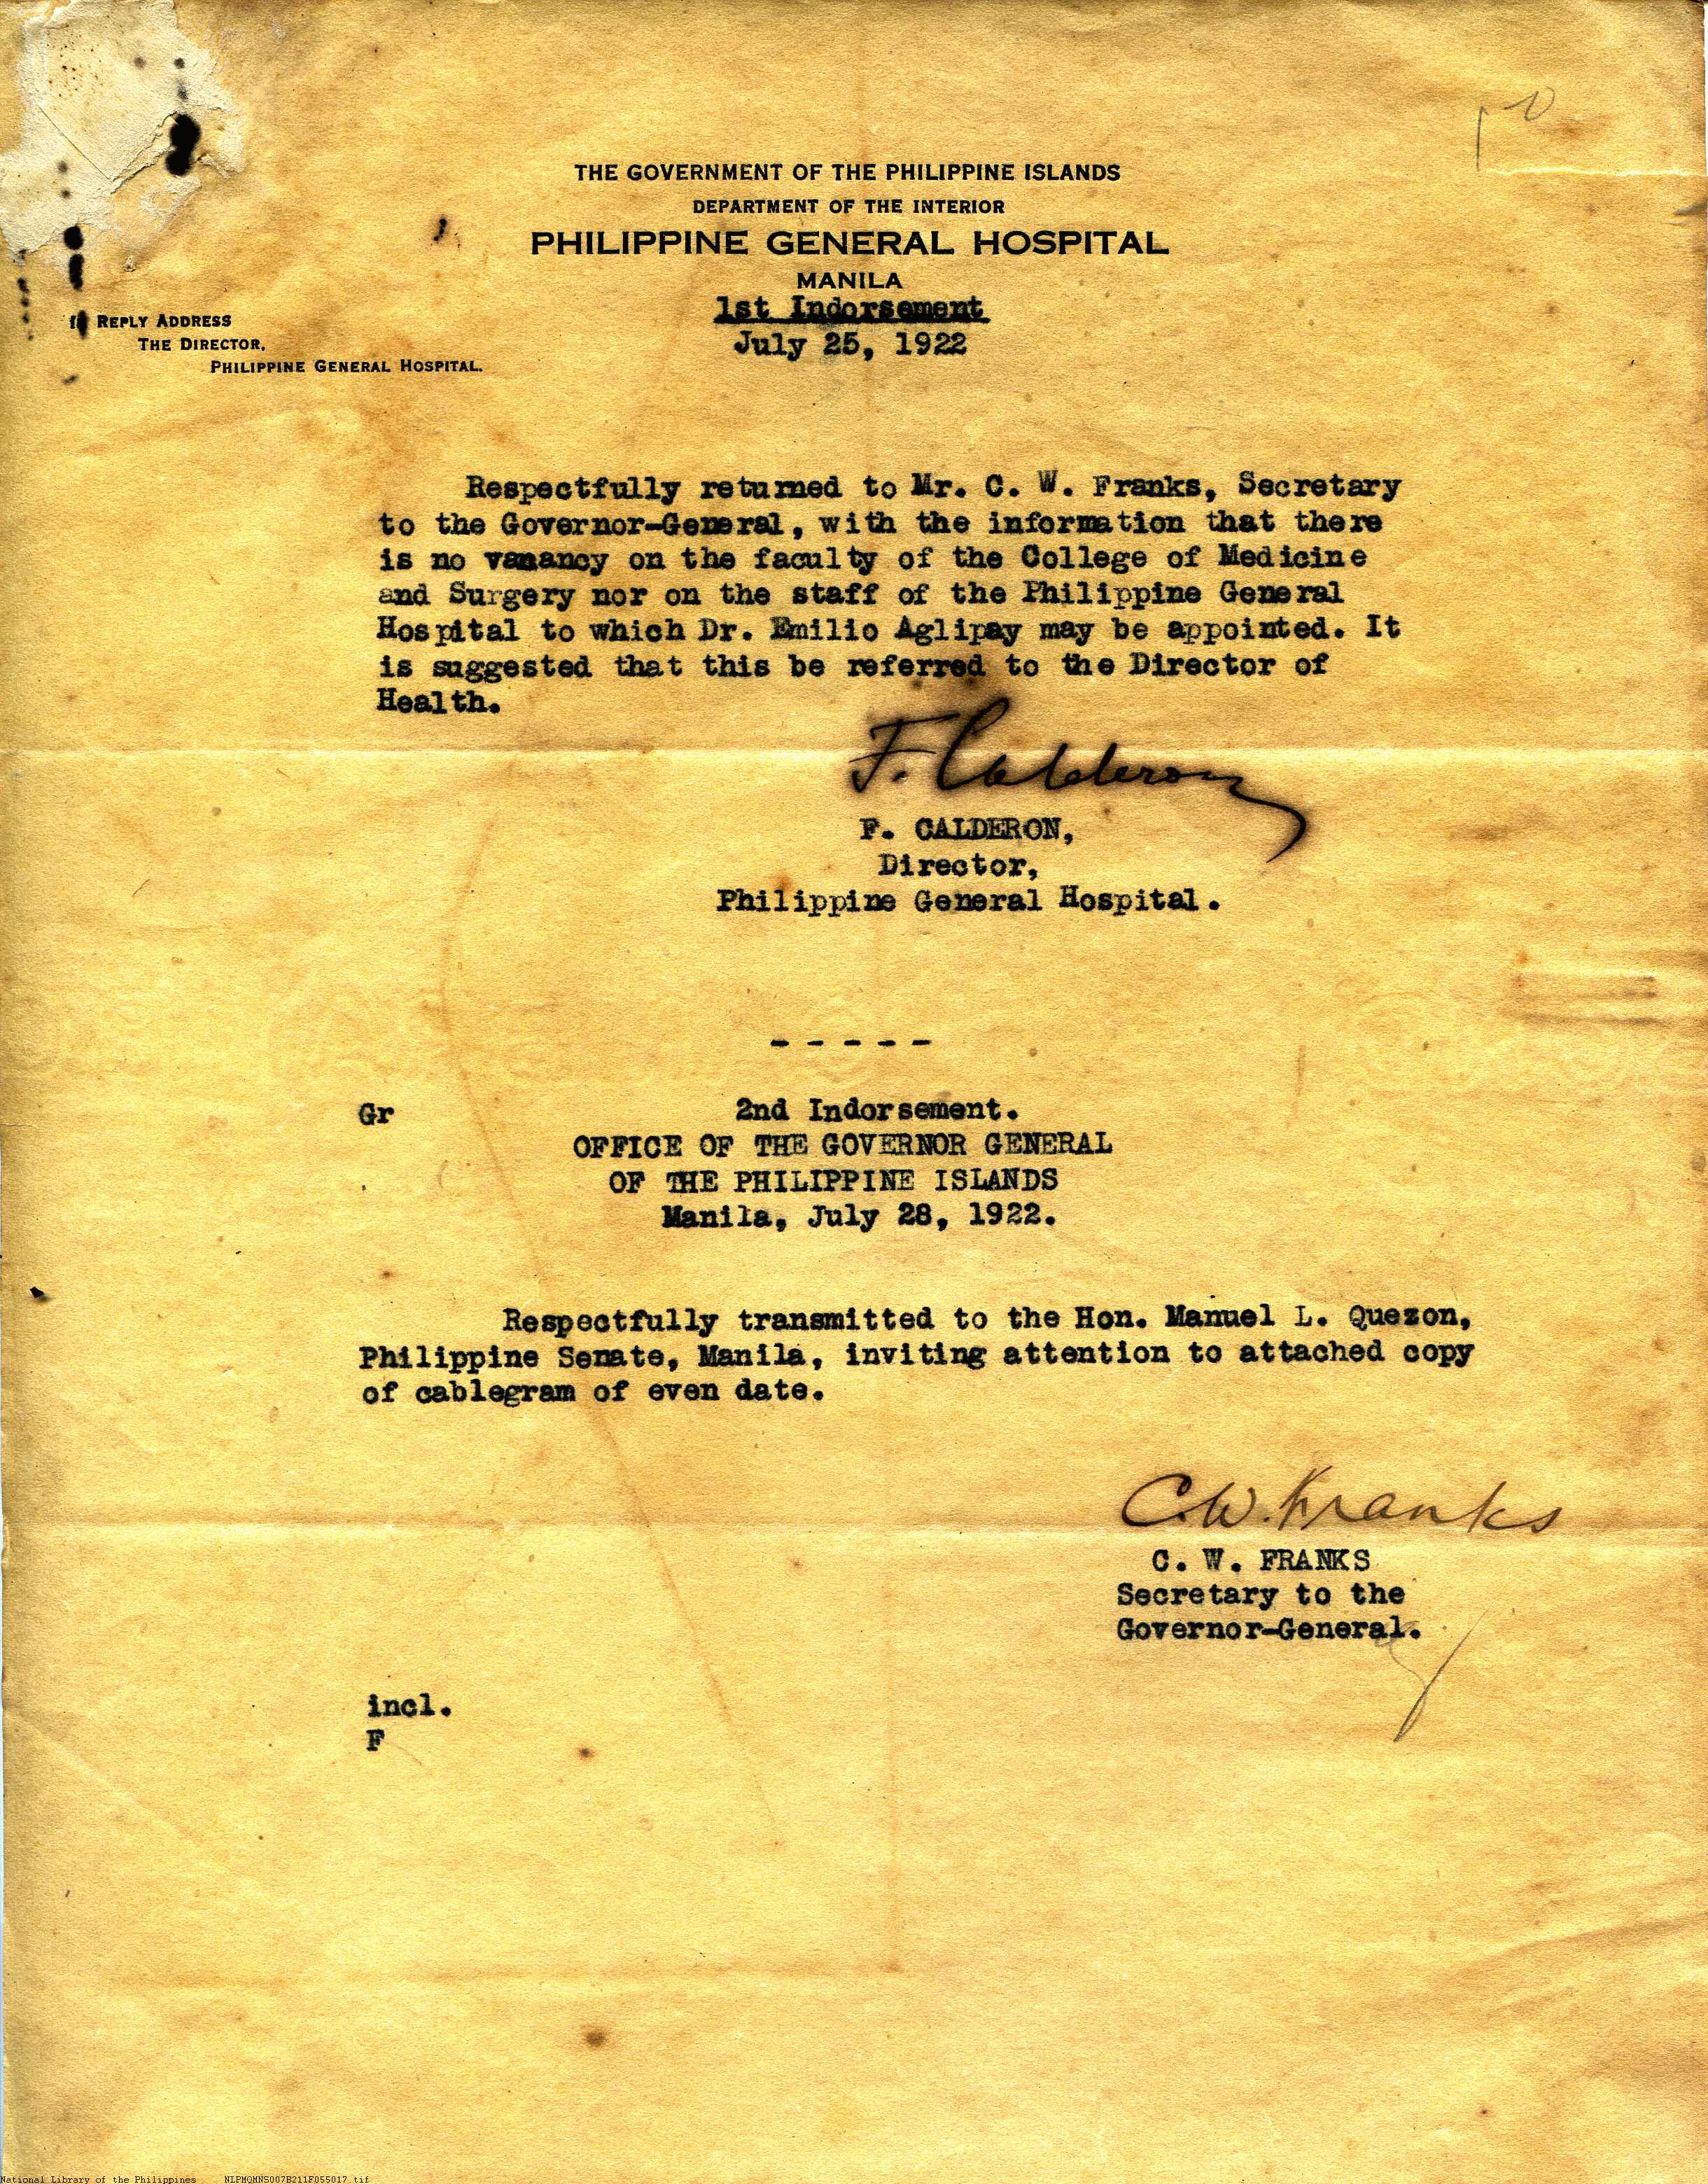 THE GOVERNMENT OF THE PHILIPPINE ISLANDS
DEPARTMENT OF THE INTERIOR
PHILIPPINE GENERAL HOSPITAL
MANILA
1st Indorsement
July 25, 1922
REPLY ADDRESS
THE DIRECTOR,
PHILIPPINE GENERAL HOSPITAL.
Respectfully returned to Mr. C. W. Franks, Secretary
to the Governor-General, with the information that there
is no vanancy on the faculty of the College of Medicine
and Surgery nor on the staff of the Philippine General
Hospital to which Dr. Emilio Aglipay may be appointed. It
is suggested that this be referred to the Director of
Health.
F. Calderon
F. CALDERON,
Director,
Philippine General Hospital.
- - - - -
Gr
2nd Indorsement.
OFFICE OF THE GOVERNOR GENERAL
OF THE PHILIPPINE ISLANDS
Manila, July 28, 1922.
Respectfully transmitted to the Hon. Manuel L. Quezon,
Philippine Senate, Manila, inviting attention to attached copy
of cablegram of even date.
C. W. Franks
C. W. FRANKS
Secretary to the
Governor-General.
incl.
F
National Library of the Philippines NLPMQMNS007B211F055017.tif